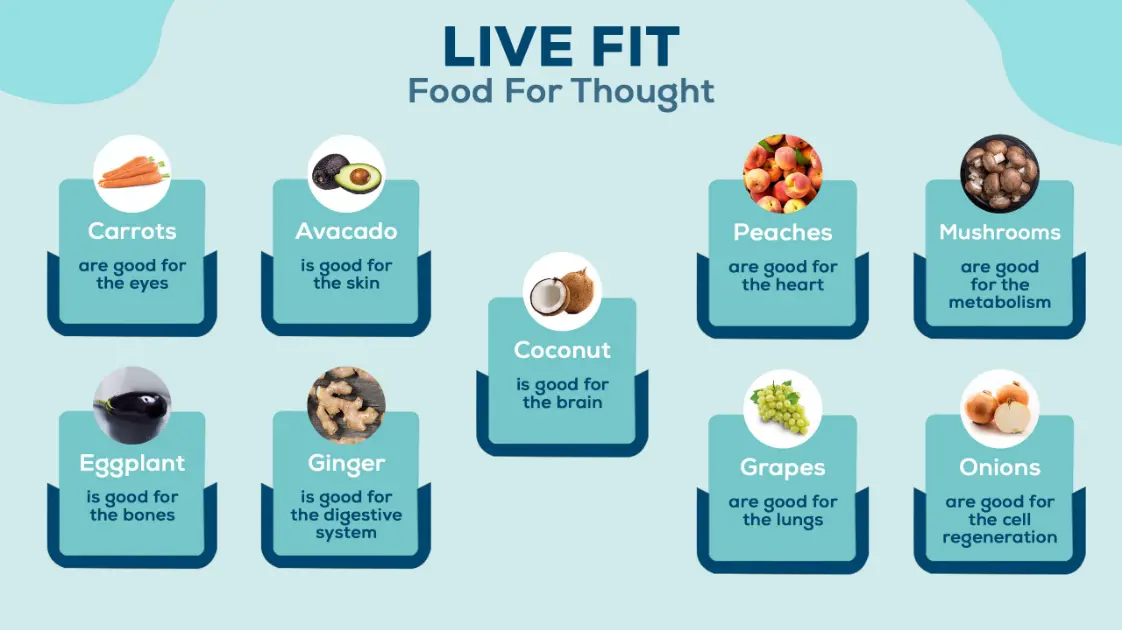 LIVE FIT
Food For Thought
Carrots
are good for
the eyes
Avacado
is good for
the skin
Peaches
are good for
the heart
Mushrooms
are good
for the
metabolism
Coconut
is good for
the brain
Eggplant
is good for
the bones
Ginger
is good for
the digestive
system
Grapes
are good for
the lungs
Onions
are good for
the cell
regeneration